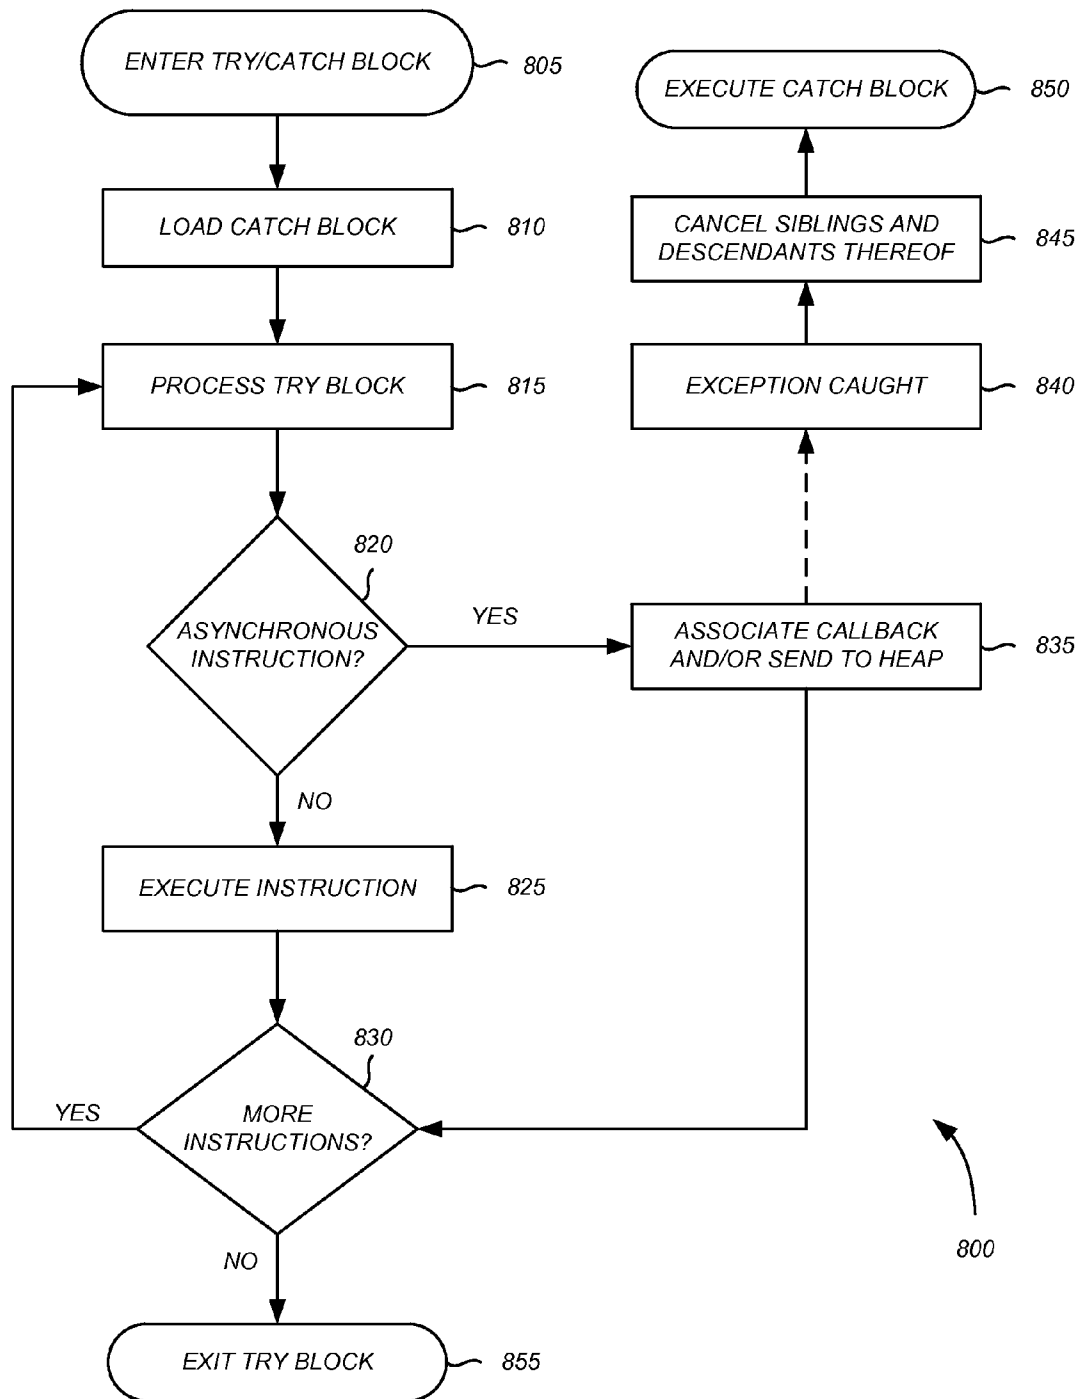 ENTER TRY/CATCH BLOCK
805
LOAD CATCH BLOCK
810
PROCESS TRY BLOCK
815
820
ASYNCHRONOUS
INSTRUCTION?
YES
NO
EXECUTE INSTRUCTION
825
830
MORE
INSTRUCTIONS?
YES
NO
EXIT TRY BLOCK
855
EXECUTE CATCH BLOCK
850
CANCEL SIBLINGS AND
DESCENDANTS THEREOF
845
EXCEPTION CAUGHT
840
ASSOCIATE CALLBACK
AND/OR SEND TO HEAP
835
800